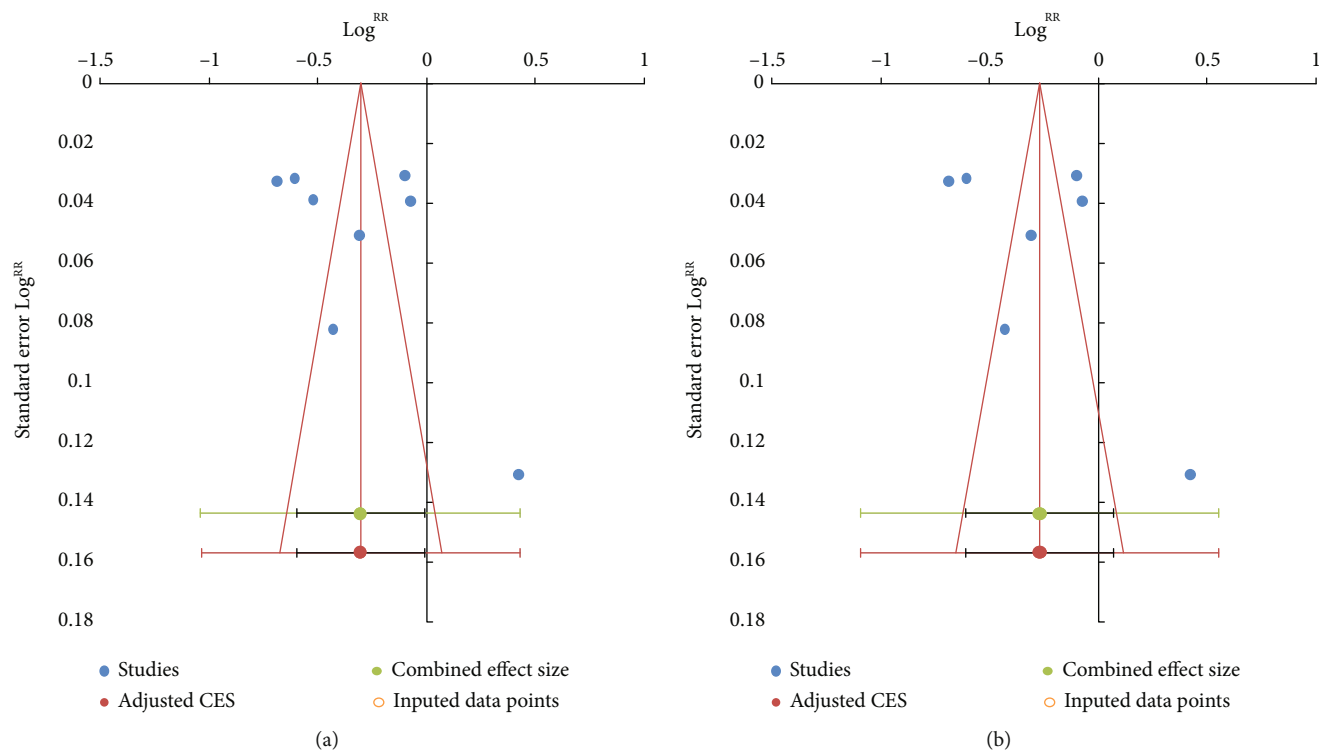 Log^RR
–1.5 –1 –0.5 0 0.5 1
0
0.02
0.04
0.06
0.08
0.1
0.12
0.14
0.16
0.18
Standard error Log^RR
Studies Combined effect size
Adjusted CES Inputed data points
(a)
Log^RR
–1.5 –1 –0.5 0 0.5 1
0
0.02
0.04
0.06
0.08
0.1
0.12
0.14
0.16
0.18
Standard error Log^RR
Studies Combined effect size
Adjusted CES Inputed data points
(b)